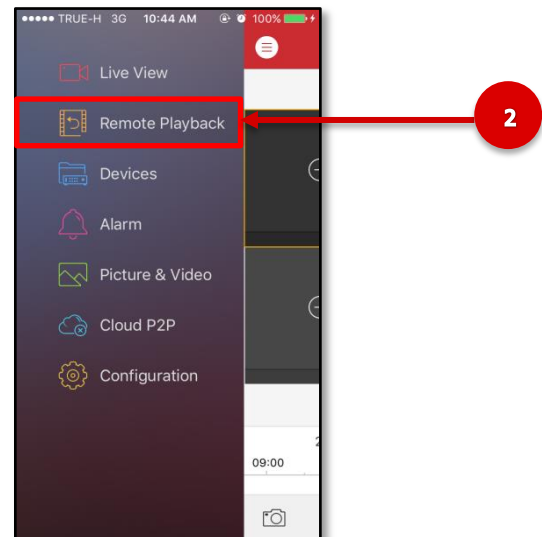 TRUE-H 3G 10:44 AM 100%
Live View
Remote Playback
2
Devices
Alarm
Picture & Video
Cloud P2P
Configuration
09:00